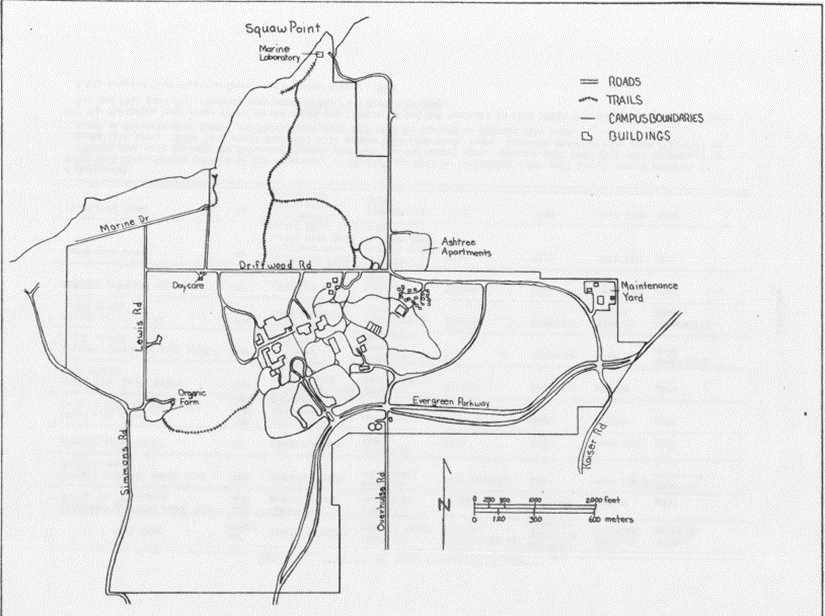 Squaw Point
Marine
Laboratory
ROADS
TRAILS
CAMPUS BOUNDARIES
BUILDINGS
Marine Dr
Ashtree
Apartments
Driftwood Rd
Daycare
Maintenance
Yard
Lewis Rd
Organic
Farm
Evergreen Parkway
Simmons Rd
Kaiser Rd
Overhulse Rd
N
0 250 500 1000 2000 feet
0 120 300 600 meters